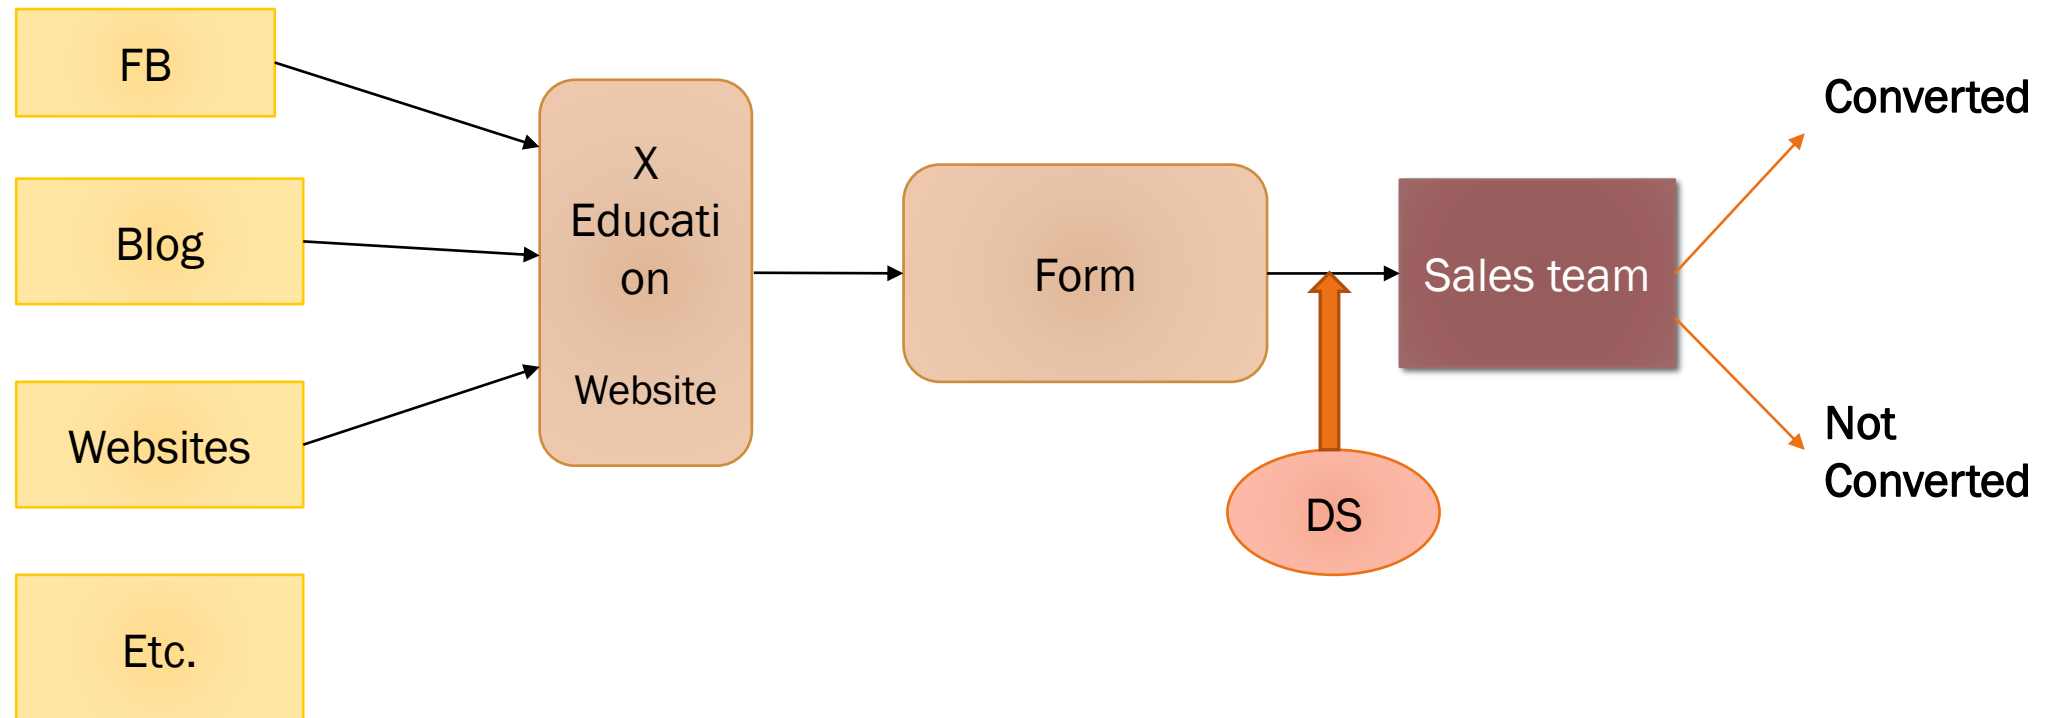 FB
Blog
Websites
Etc.
X
Educati
on
Website
Form
DS
Sales team
Converted
Not
Converted